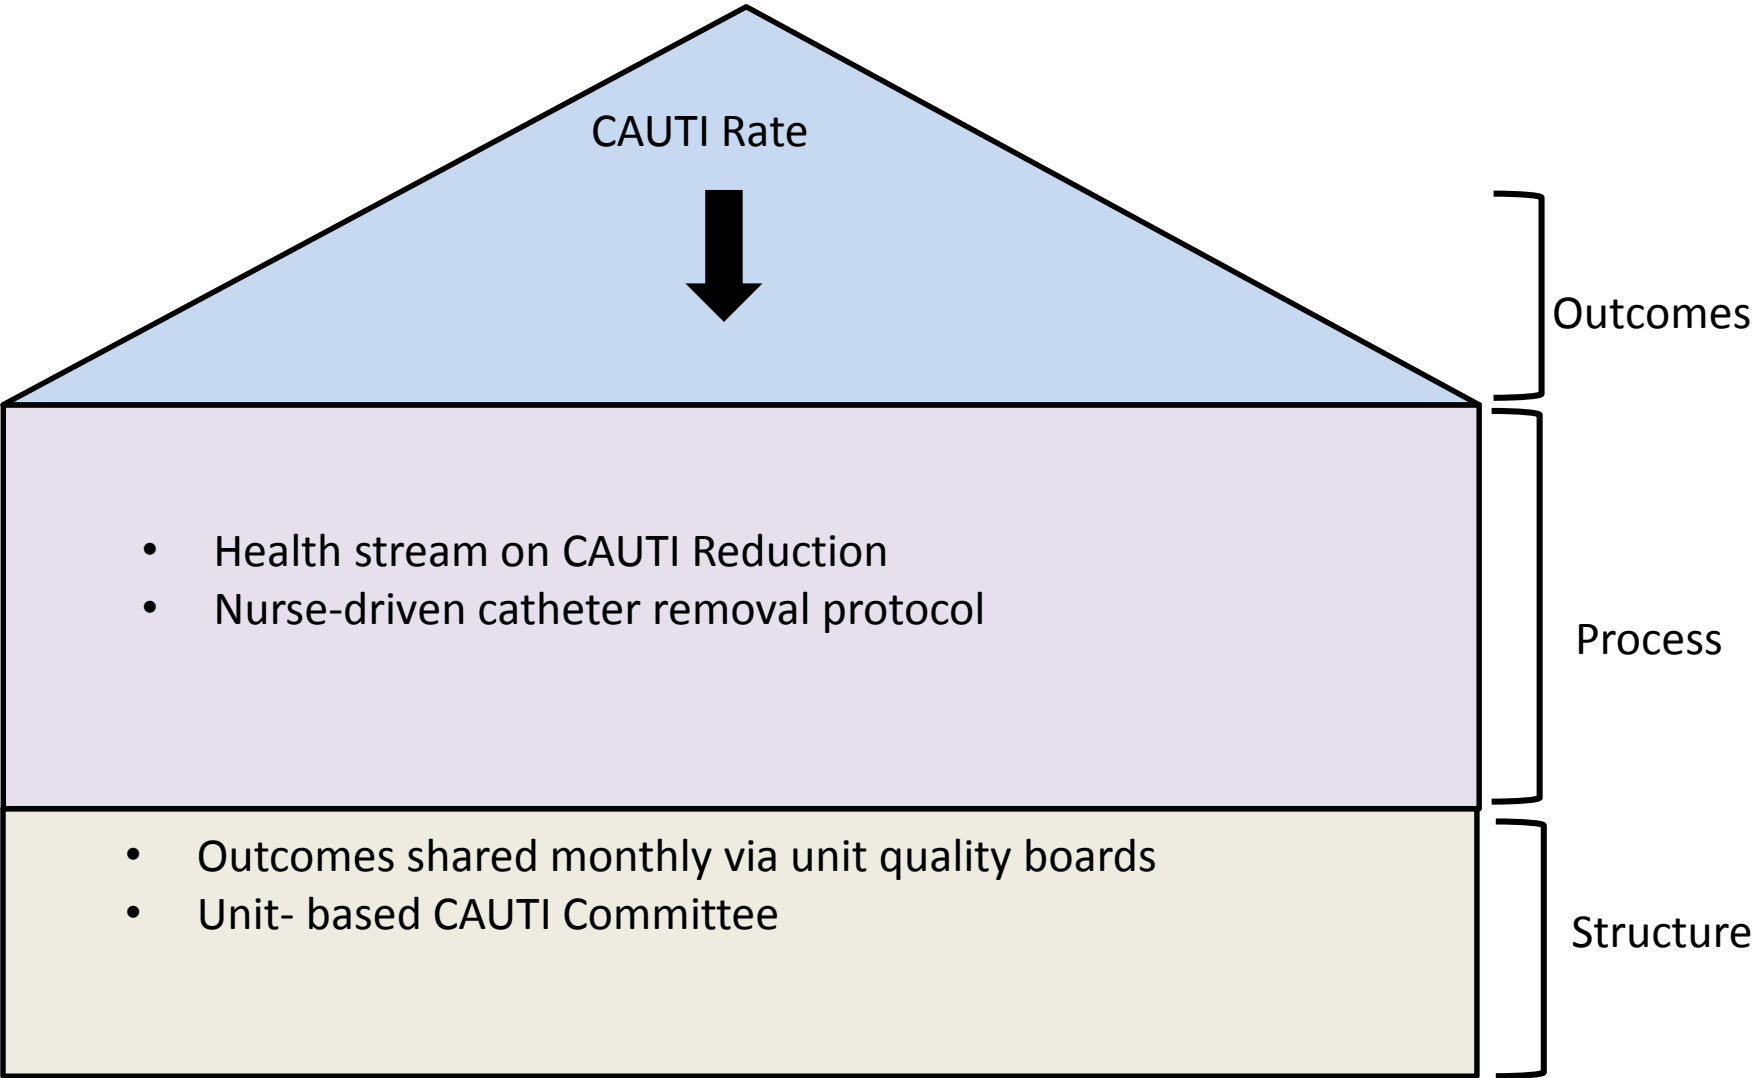 CAUTI Rate
Outcomes
• Health stream on CAUTI Reduction
• Nurse-driven catheter removal protocol
Process
• Outcomes shared monthly via unit quality boards
• Unit- based CAUTI Committee
Structure